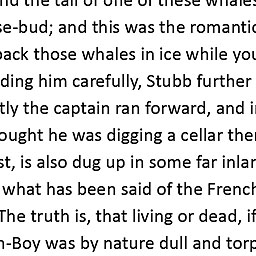 nd the tail of one of these whales
se-bud; and this was the romantic
pack those whales in ice while you
ding him carefully, Stubb further
tly the captain ran forward, and i
ought he was digging a cellar ther
st, is also dug up in some far inlan
what has been said of the French
The truth is, that living or dead, if
n-Boy was by nature dull and torp